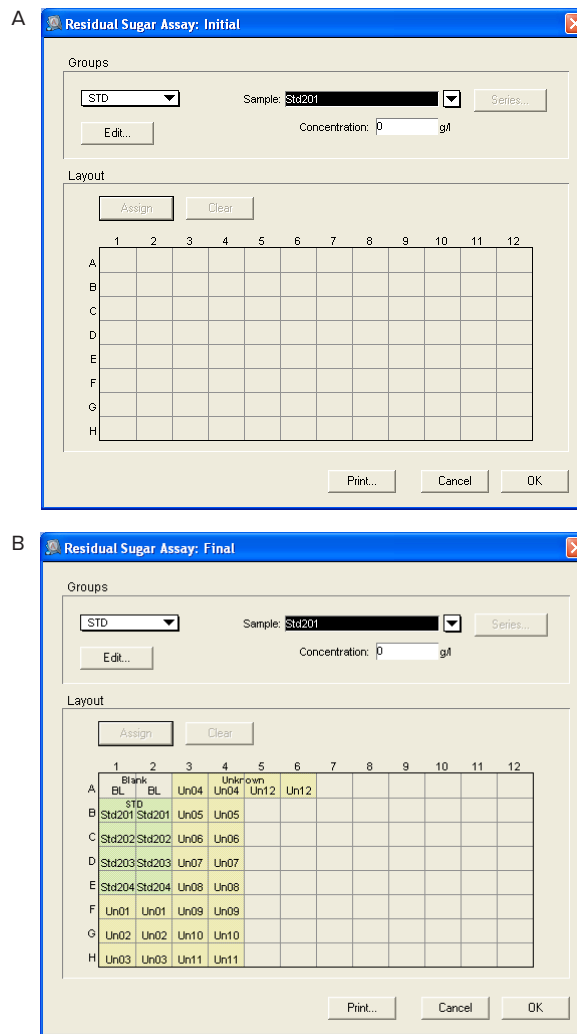 A
Residual Sugar Assay: Initial
Groups
STD Sample: Std201 Series...
Edit... Concentration: 0 g/l
Layout
Assign Clear
1 2 3 4 5 6 7 8 9 10 11 12
A
B
C
D
E
F
G
H
Print... Cancel OK
B
Residual Sugar Assay: Final
Groups
STD Sample: Std201 Series...
Edit... Concentration: 0 g/l
Layout
Assign Clear
1 2 3 4 5 6 7 8 9 10 11 12
Blank Unknown
A BL BL Un04 Un04 Un12 Un12
STD
B Std201 Std201 Un05 Un05
C Std202 Std202 Un06 Un06
D Std203 Std203 Un07 Un07
E Std204 Std204 Un08 Un08
F Un01 Un01 Un09 Un09
G Un02 Un02 Un10 Un10
H Un03 Un03 Un11 Un11
Print... Cancel OK